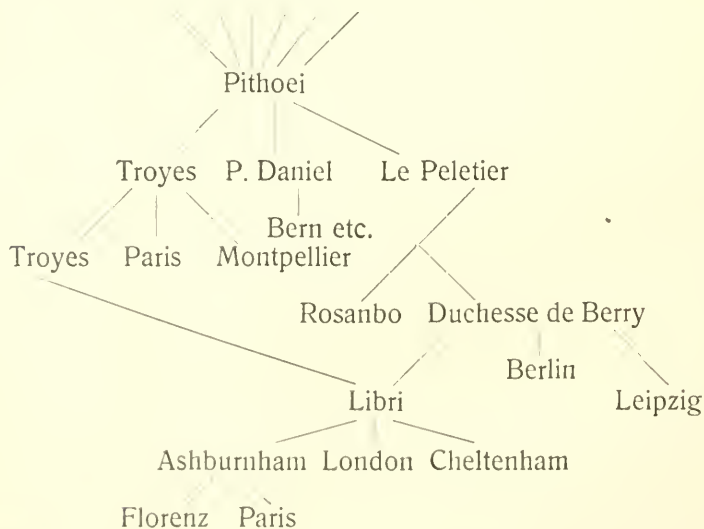 Pithoei
Troyes P. Daniel Le Peletier
Bern etc.
Troyes Paris Montpellier
Rosanbo Duchesse de Berry
Berlin
Libri Leipzig
Ashburnham London Cheltenham
Florenz Paris